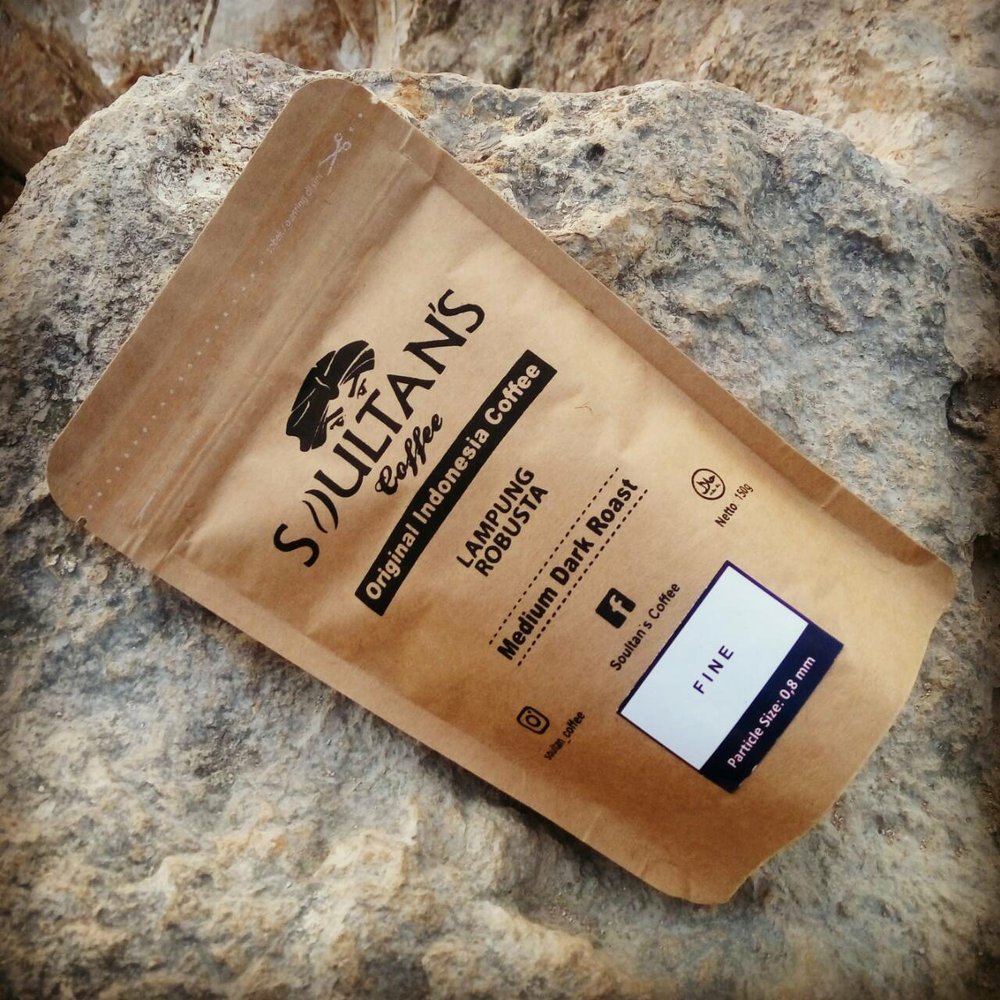 SOULTAN'S
Coffee
Original Indonesia Coffee
LAMPUNG
ROBUSTA
Medium Dark Roast
Netto 150g
Soultan's Coffee
soultan_coffee
FINE
Particle Size: 0,8 mm